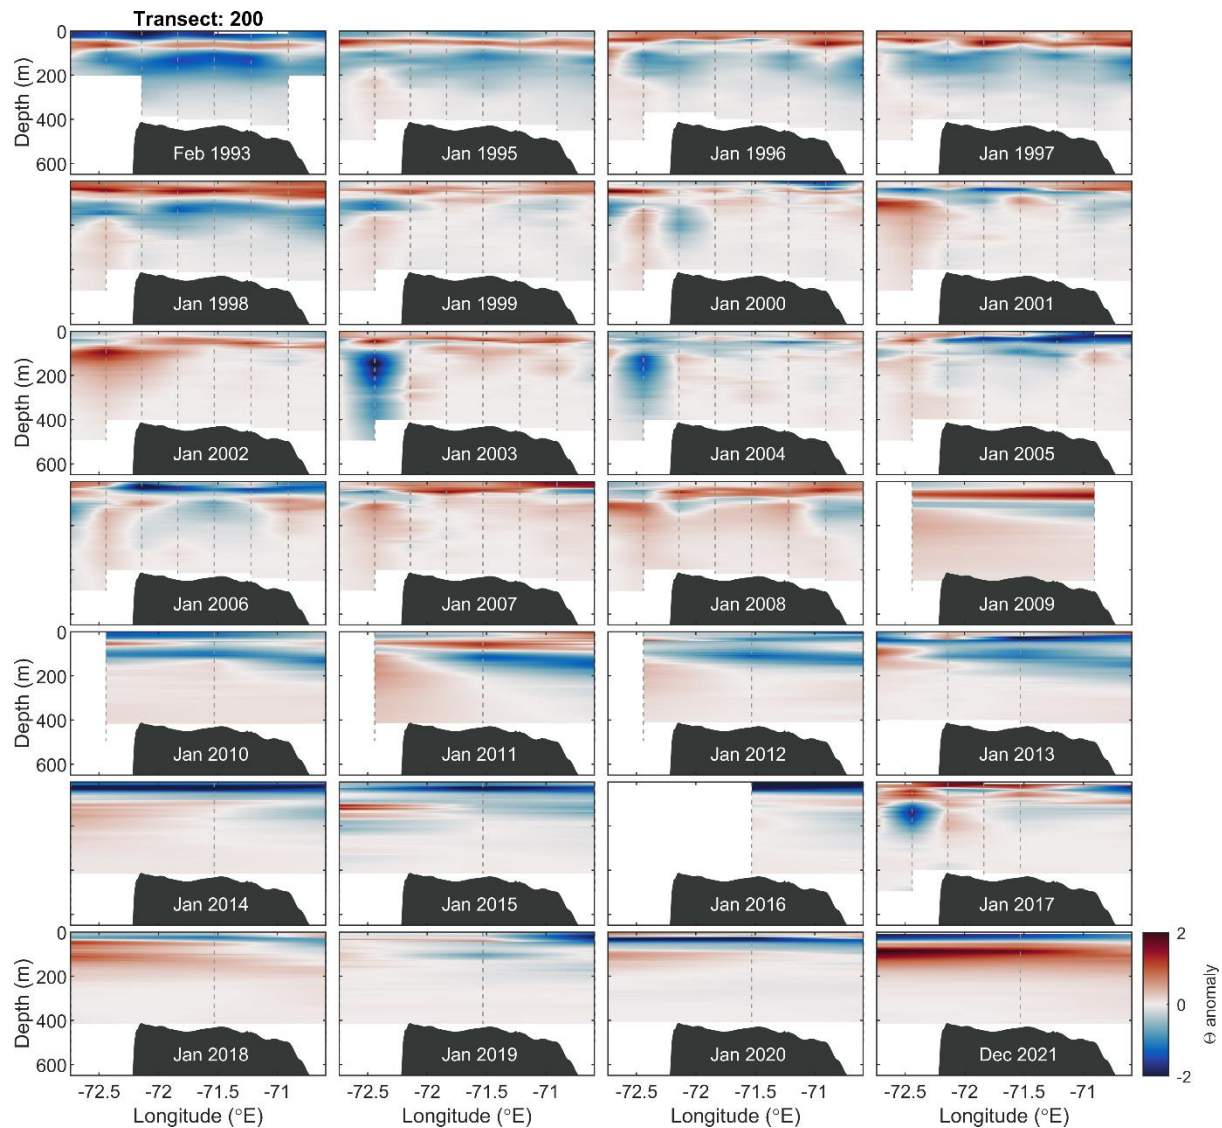 Transect: 200
0
200
400
600
Depth (m)
Feb 1993
Jan 1995
Jan 1996
Jan 1997
Jan 1998
Jan 1999
Jan 2000
Jan 2001
0
200
400
600
Depth (m)
Jan 2002
Jan 2003
Jan 2004
Jan 2005
Jan 2006
Jan 2007
Jan 2008
Jan 2009
0
200
400
600
Depth (m)
Jan 2010
Jan 2011
Jan 2012
Jan 2013
Jan 2014
Jan 2015
Jan 2016
Jan 2017
0
200
400
600
Depth (m)
Jan 2018
Jan 2019
Jan 2020
Dec 2021
2
0
-2
Θ anomaly
-72.5 -72 -71.5 -71
-72.5 -72 -71.5 -71
-72.5 -72 -71.5 -71
-72.5 -72 -71.5 -71
Longitude (°E)
Longitude (°E)
Longitude (°E)
Longitude (°E)